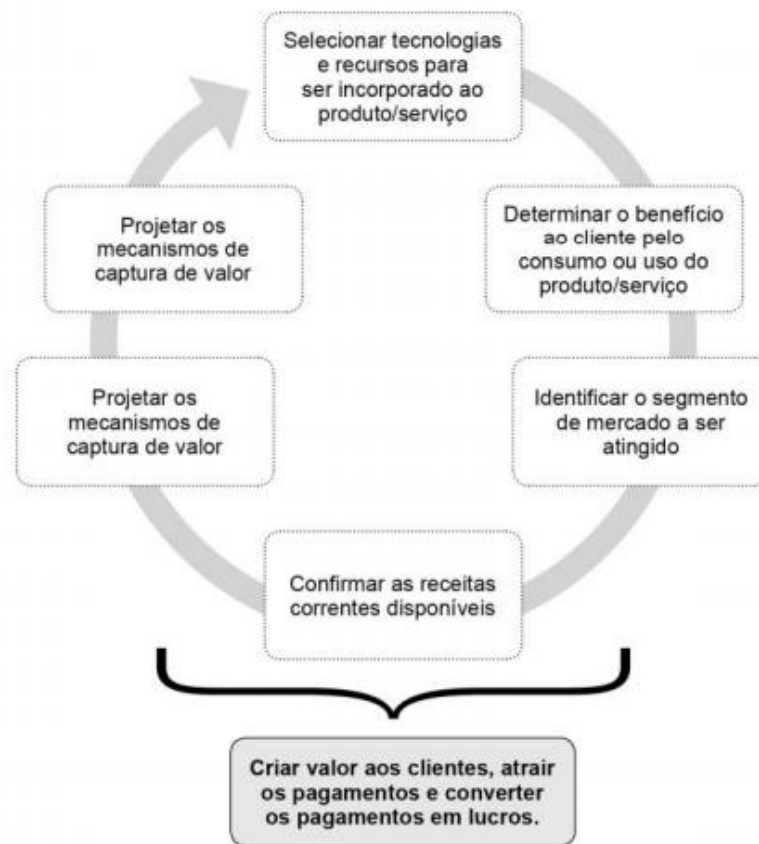 Selecionar tecnologias
e recursos para
ser incorporado ao
produto/serviço
Determinar o benefício
ao cliente pelo
consumo ou uso do
produto/serviço
Identificar o segmento
de mercado a ser
atingido
Confirmar as receitas
correntes disponíveis
Projetar os
mecanismos de
captura de valor
Projetar os
mecanismos de
captura de valor
Criar valor aos clientes, atrair
os pagamentos e converter
os pagamentos em lucros.